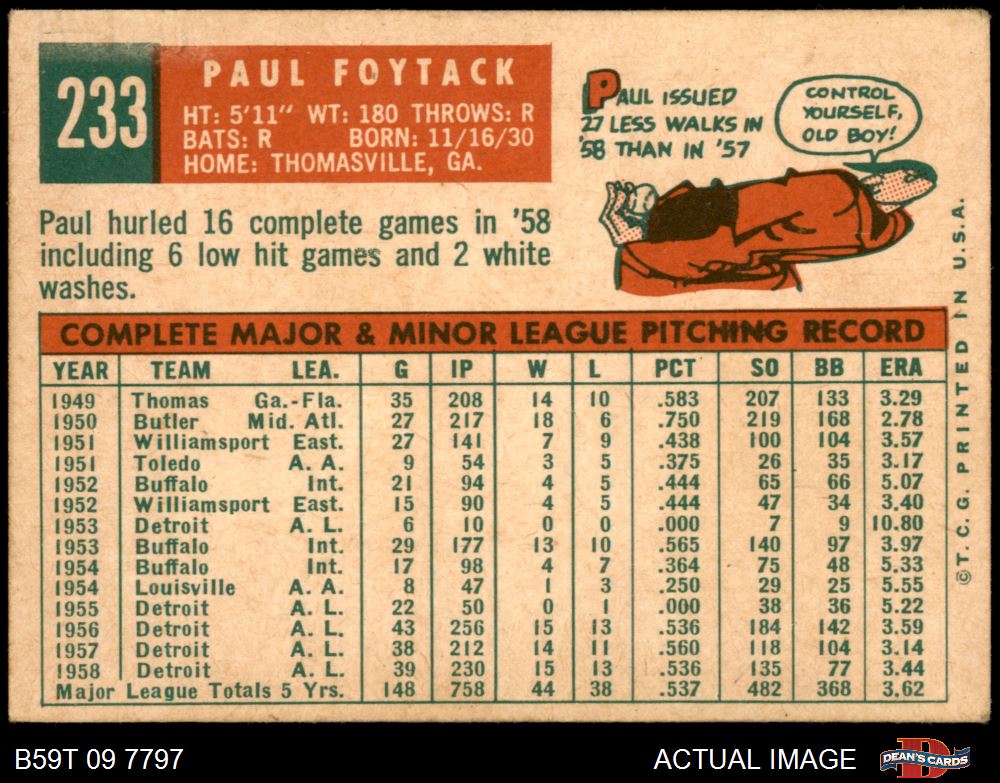 233
PAUL FOYTACK
HT: 5'11" WT: 180 THROWS: R
BATS: R BORN: 11/16/30
HOME: THOMASVILLE, GA.
PAUL ISSUED
27 LESS WALKS IN
'58 THAN IN '57
CONTROL
YOURSELF,
OLD BOY!
Paul hurled 16 complete games in '58
including 6 low hit games and 2 white
washes.
COMPLETE MAJOR & MINOR LEAGUE PITCHING RECORD
YEAR TEAM LEA. G IP W L PCT SO BB ERA
1949 Thomas Ga.-Fla. 35 208 14 10 .583 207 133 3.29
1950 Butler Mid. Atl. 27 217 18 6 .750 219 168 2.78
1951 Williamsport East. 27 141 7 9 .438 100 104 3.57
1951 Toledo A. A. 9 54 3 5 .375 26 35 3.17
1952 Buffalo Int. 21 94 4 5 .444 65 66 5.07
1952 Williamsport East. 15 90 4 5 .444 47 34 3.40
1953 Detroit A. L. 6 10 0 0 .000 7 9 10.80
1953 Buffalo Int. 29 177 13 10 .565 140 97 3.97
1954 Buffalo Int. 17 98 4 7 .364 75 48 5.33
1954 Louisville A. A. 8 47 1 3 .250 29 25 5.55
1955 Detroit A. L. 22 50 0 1 .000 38 36 5.22
1956 Detroit A. L. 43 256 15 13 .536 184 142 3.59
1957 Detroit A. L. 38 212 14 11 .560 118 104 3.14
1958 Detroit A. L. 39 230 15 13 .536 135 77 3.44
Major League Totals 5 Yrs. 148 758 44 38 .537 482 368 3.62
©T.C.G. PRINTED IN U.S.A.
B59T 09 7797
ACTUAL IMAGE
DEAN'S CARDS